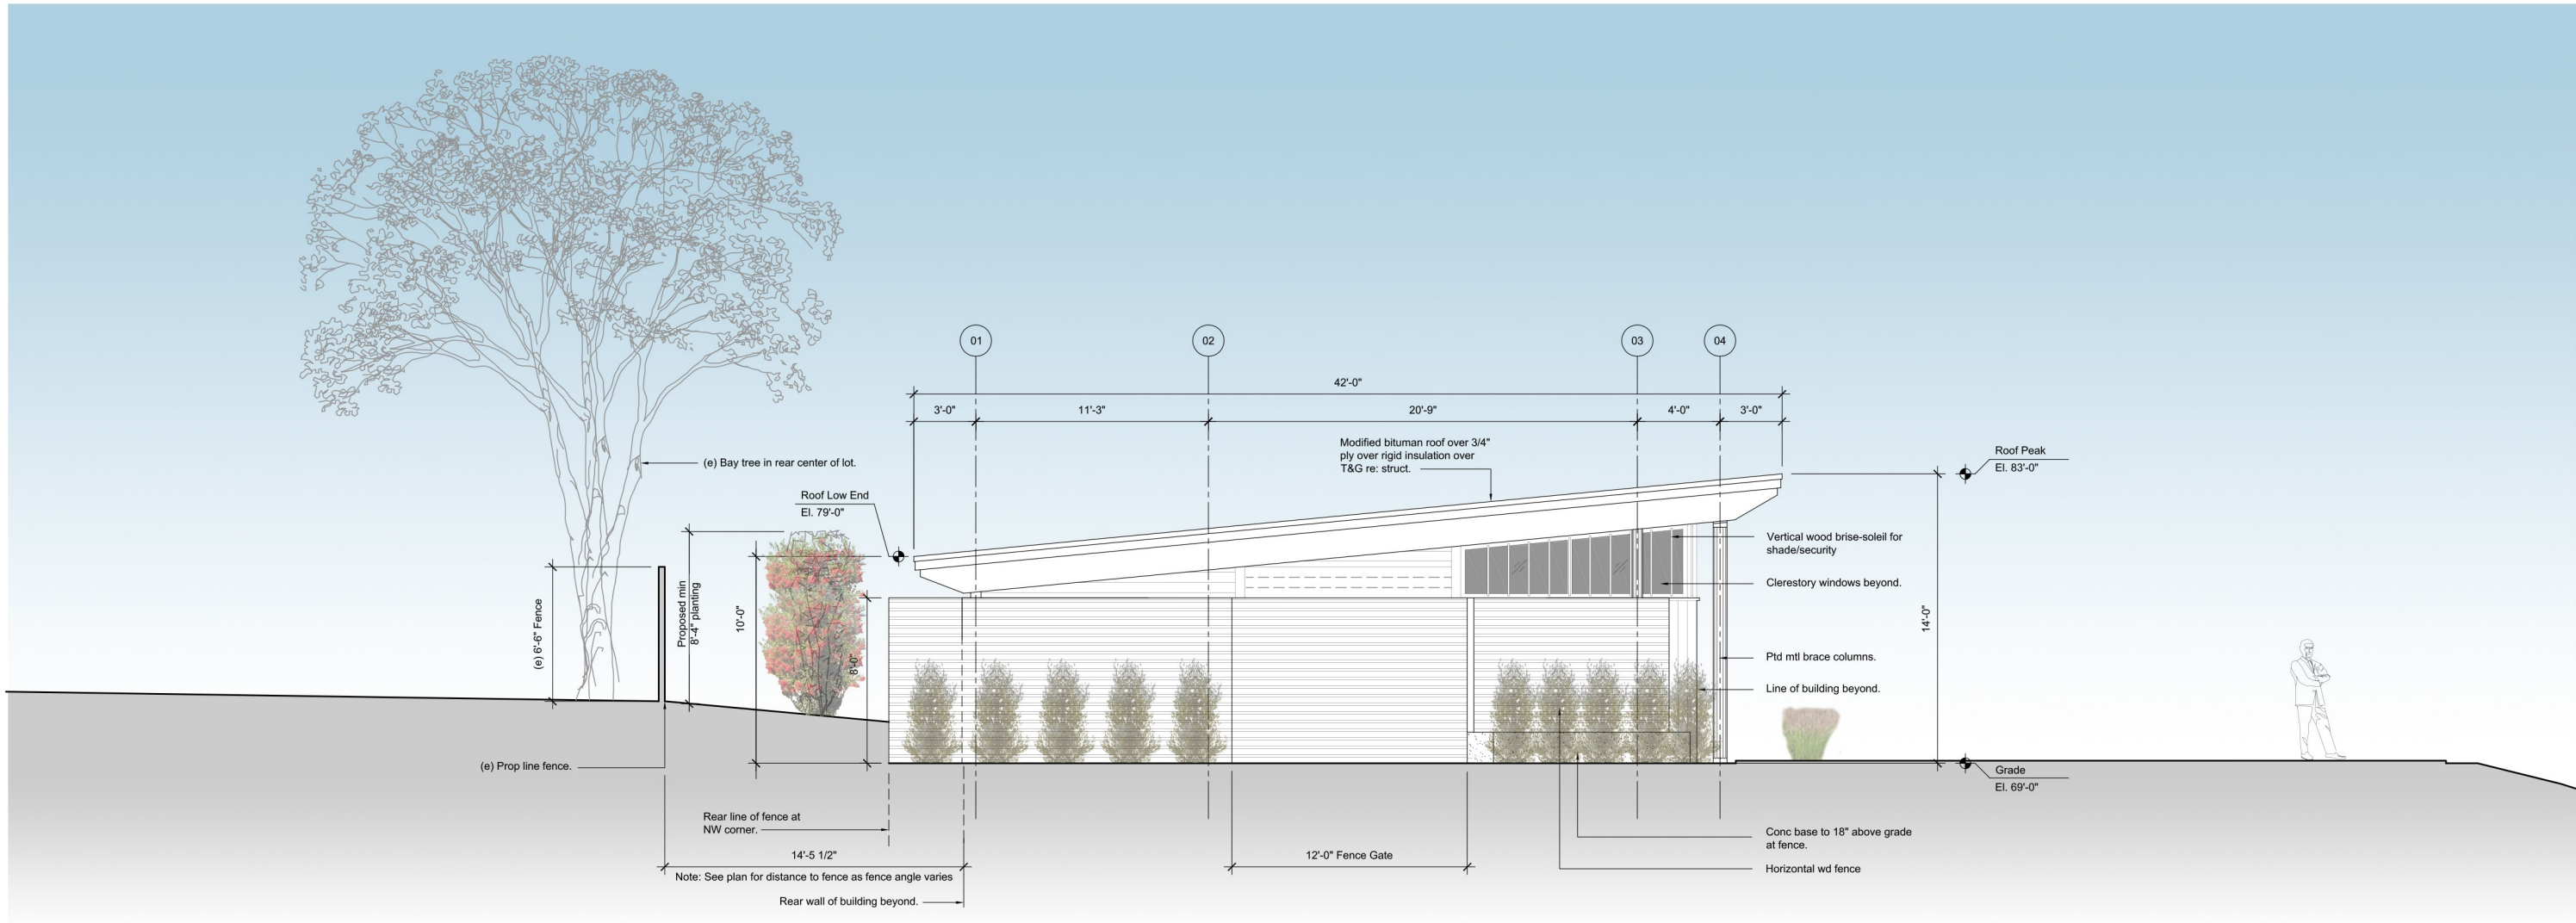 01
02
03
04
42'-0"
3'-0"
11'-3"
20'-9"
4'-0"
3'-0"
Modified bituman roof over 3/4"
ply over rigid insulation over
T&G re: struct.
(e) Bay tree in rear center of lot.
Roof Low End
El. 79'-0"
Roof Peak
El. 83'-0"
Vertical wood brise-soleil for
shade/security
Clerestory windows beyond.
(e) 6'-6" Fence
Proposed min
8'-4" planting
10'-0"
8'-0"
14'-0"
Ptd mtl brace columns.
Line of building beyond.
(e) Prop line fence.
Grade
El. 69'-0"
Rear line of fence at
NW corner.
Conc base to 18" above grade
at fence.
14'-5 1/2"
12'-0" Fence Gate
Note: See plan for distance to fence as fence angle varies
Horizontal wd fence
Rear wall of building beyond.